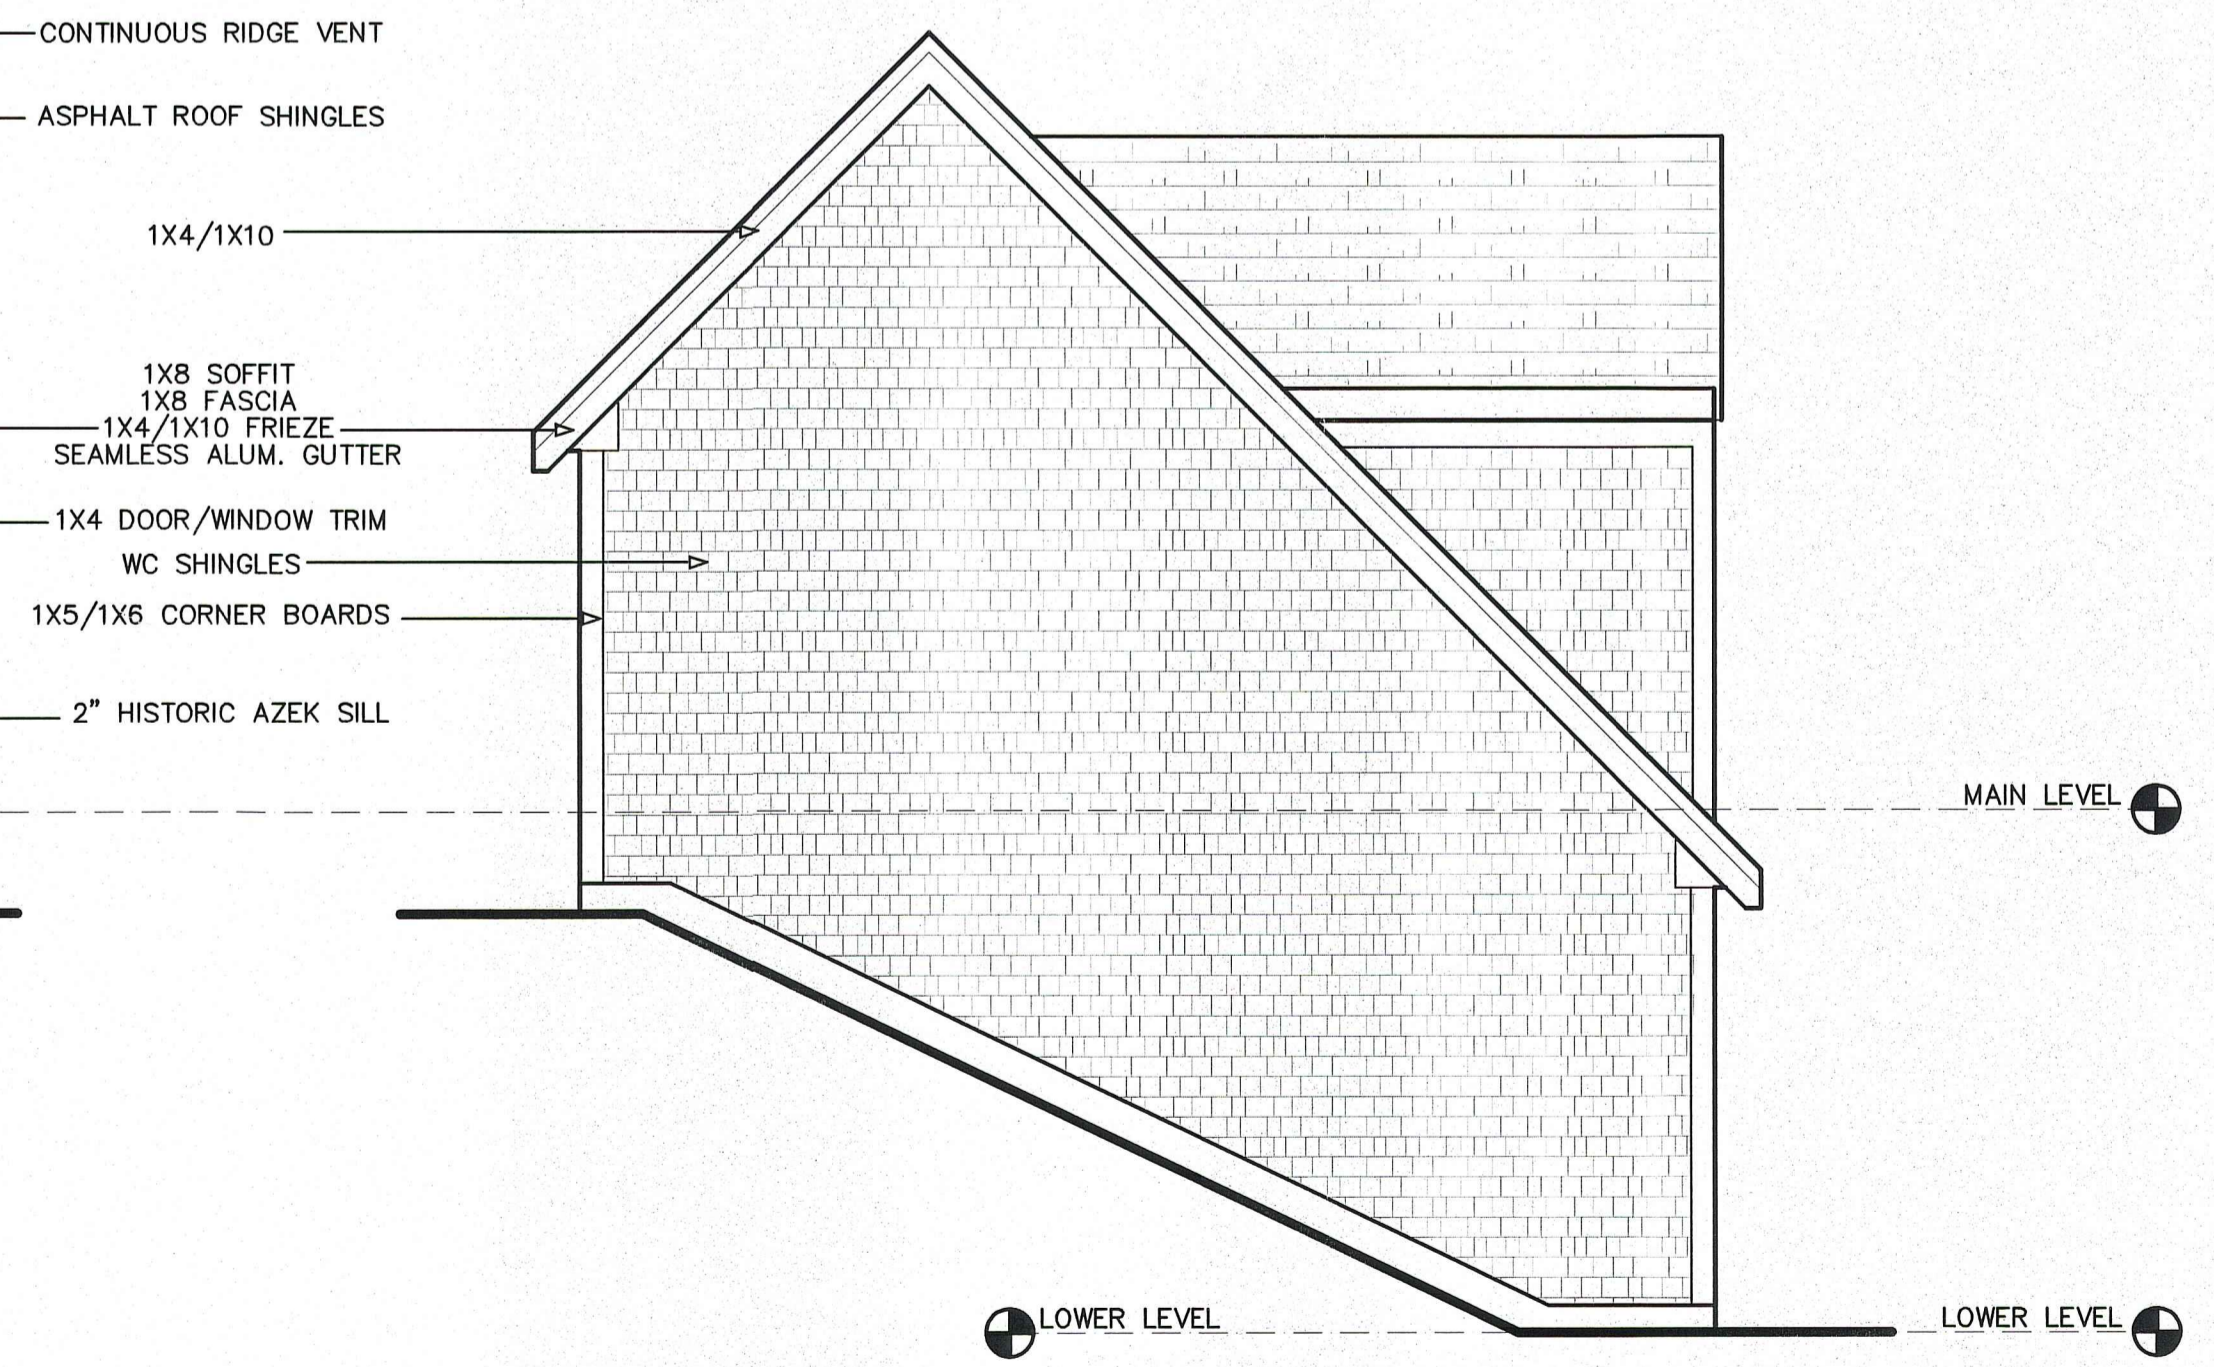 CONTINUOUS RIDGE VENT
ASPHALT ROOF SHINGLES
1X4/1X10
1X8 SOFFIT
1X8 FASCIA
1X4/1X10 FRIEZE
SEAMLESS ALUM. GUTTER
1X4 DOOR/WINDOW TRIM
WC SHINGLES
1X5/1X6 CORNER BOARDS
2" HISTORIC AZEK SILL
MAIN LEVEL
LOWER LEVEL
LOWER LEVEL